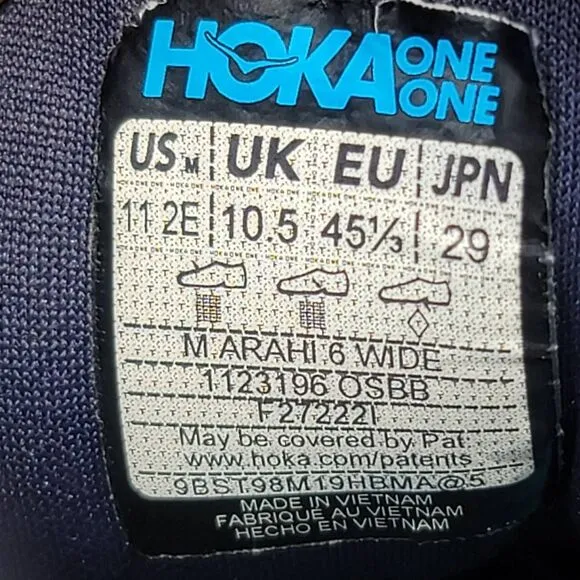 HOKA ONE ONE
US M UK EU JPN
11 2E 10.5 45⅓ 29
M ARAHI 6 WIDE
1123196 OSBB
F27222I
May be covered by Pat:
www.hoka.com/patents
9BST98M19HBMA@5
MADE IN VIETNAM
FABRIQUÉ AU VIETNAM
HECHO EN VIETNAM